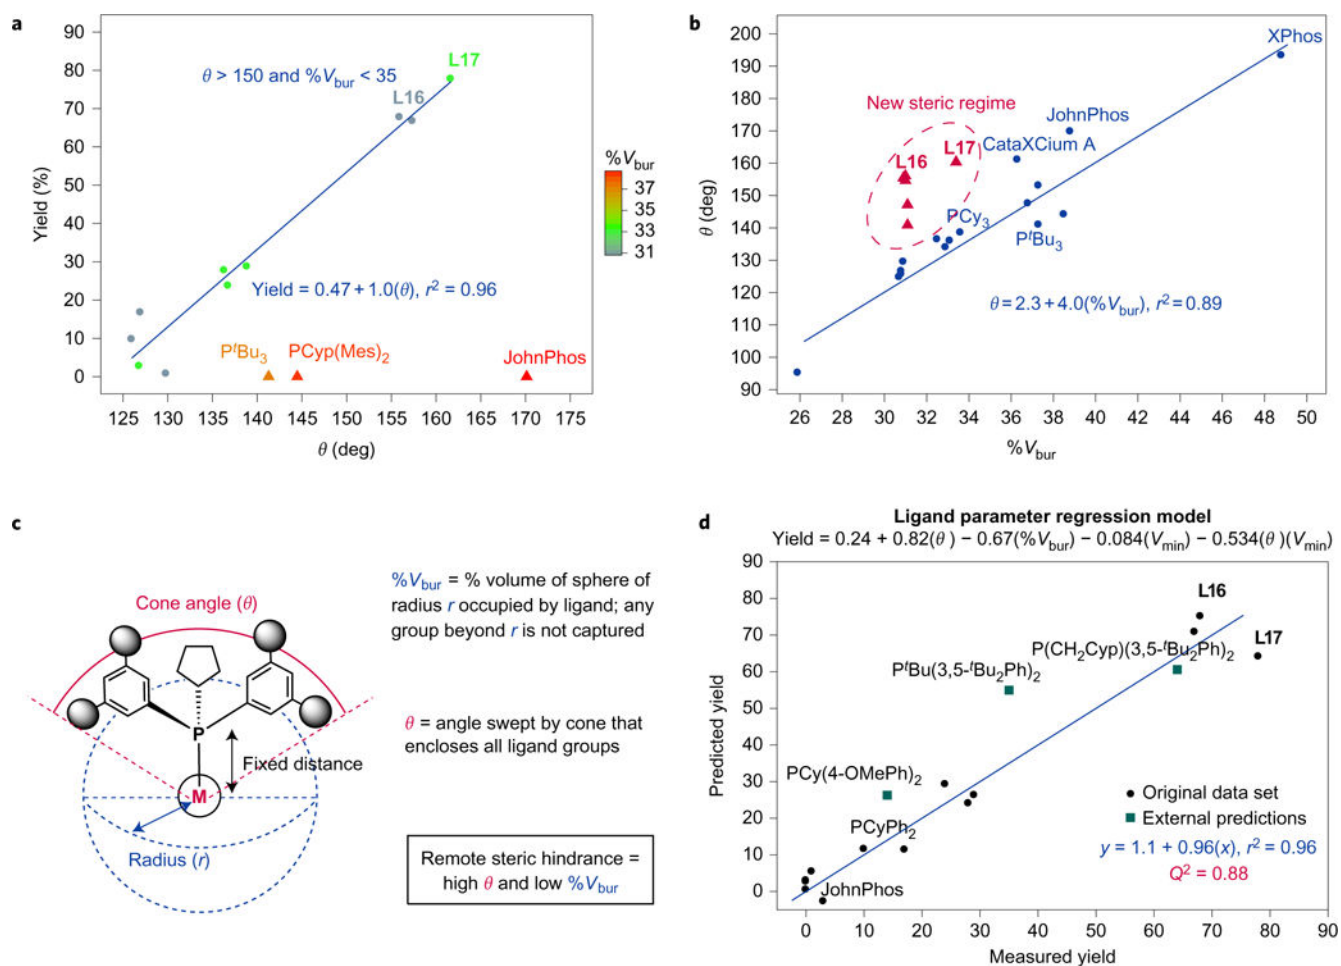 a
90
80
70
60
50
40
30
20
10
0
Yield (%)
θ > 150 and %Vbur < 35
L17
L16
Yield = 0.47 + 1.0(θ), r² = 0.96
PᵗBu₃
PCyp(Mes)₂
JohnPhos
125 130 135 140 145 150 155 160 165 170 175
θ (deg)
%Vbur
37
35
33
31
b
200
190
180
170
160
150
140
130
120
110
100
90
θ (deg)
XPhos
New steric regime
JohnPhos
L17
CataXCium A
L16
PCy₃
PᵗBu₃
θ = 2.3 + 4.0(%Vbur), r² = 0.89
26 28 30 32 34 36 38 40 42 44 46 48 50
%Vbur
c
Cone angle (θ)
P
Fixed distance
M
Radius (r)
%Vbur = % volume of sphere of
radius r occupied by ligand; any
group beyond r is not captured
θ = angle swept by cone that
encloses all ligand groups
Remote steric hindrance =
high θ and low %Vbur
d
Ligand parameter regression model
Yield = 0.24 + 0.82(θ) − 0.67(%Vbur) − 0.084(Vmin) − 0.534(θ)(Vmin)
90
80
70
60
50
40
30
20
10
0
Predicted yield
L16
L17
P(CH₂Cyp)(3,5-ᵗBu₂Ph)₂
PᵗBu(3,5-ᵗBu₂Ph)₂
PCy(4-OMePh)₂
PCyPh₂
JohnPhos
Original data set
External predictions
y = 1.1 + 0.96(x), r² = 0.96
Q² = 0.88
0 10 20 30 40 50 60 70 80 90
Measured yield